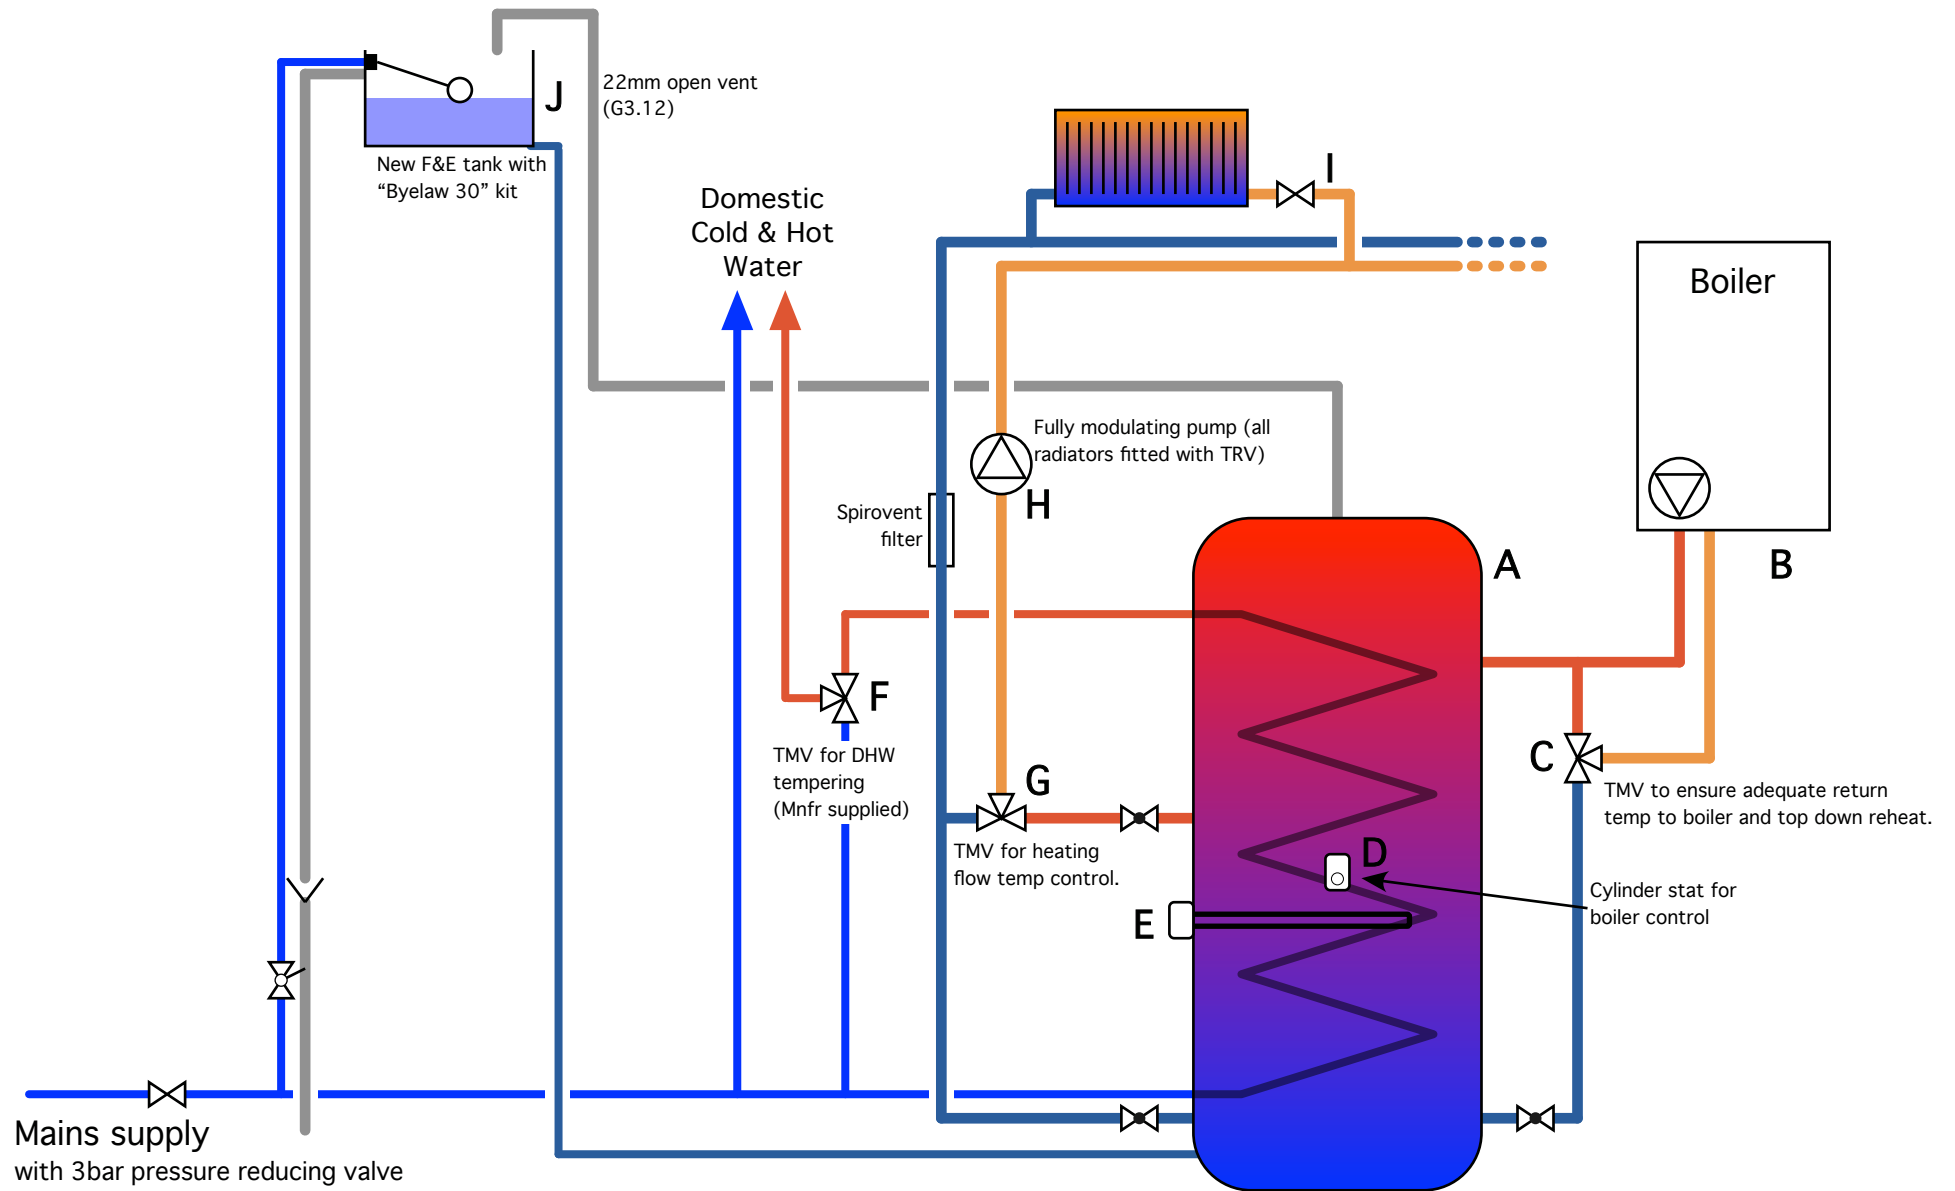 22mm open vent
(G3.12)
J
New F&E tank with
“Byelaw 30” kit
Domestic
Cold & Hot
Water
I
Boiler
B
Fully modulating pump (all
radiators fitted with TRV)
H
Spirovent
filter
A
F
TMV for DHW
tempering
(Mnfr supplied)
G
TMV for heating
flow temp control.
C
TMV to ensure adequate return
temp to boiler and top down reheat.
D
Cylinder stat for
boiler control
E
Mains supply
with 3bar pressure reducing valve